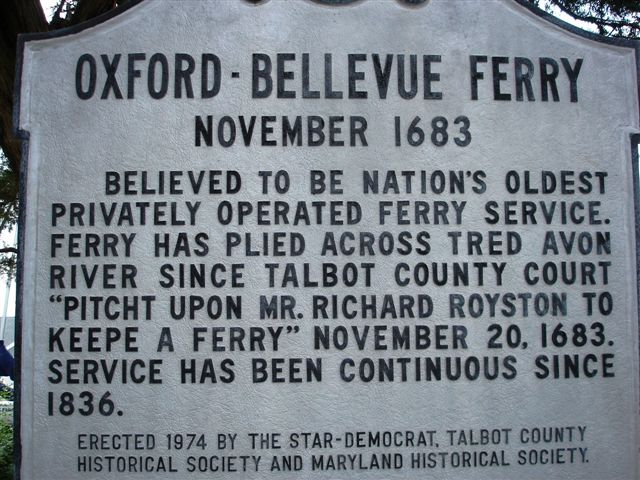 OXFORD - BELLEVUE FERRY
NOVEMBER 1683
BELIEVED TO BE NATION'S OLDEST
PRIVATELY OPERATED FERRY SERVICE.
FERRY HAS PLIED ACROSS TRED AVON
RIVER SINCE TALBOT COUNTY COURT
"PITCHT UPON MR. RICHARD ROYSTON TO
KEEPE A FERRY" NOVEMBER 20, 1683.
SERVICE HAS BEEN CONTINUOUS SINCE
1836.
ERECTED 1974 BY THE STAR-DEMOCRAT, TALBOT COUNTY
HISTORICAL SOCIETY AND MARYLAND HISTORICAL SOCIETY.